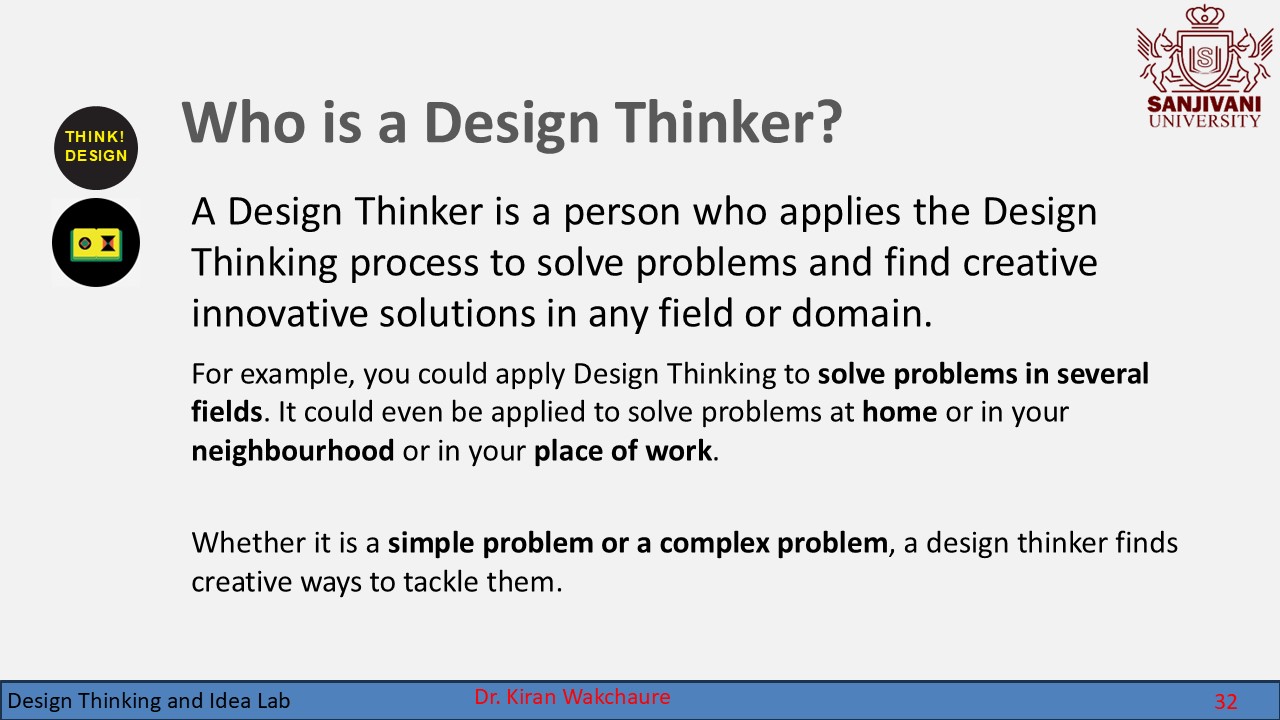 SANJIVANI
UNIVERSITY
THINK!
DESIGN
Who is a Design Thinker?
A Design Thinker is a person who applies the Design
Thinking process to solve problems and find creative
innovative solutions in any field or domain.
For example, you could apply Design Thinking to solve problems in several
fields. It could even be applied to solve problems at home or in your
neighbourhood or in your place of work.
Whether it is a simple problem or a complex problem, a design thinker finds
creative ways to tackle them.
Design Thinking and Idea Lab
Dr. Kiran Wakchaure
32